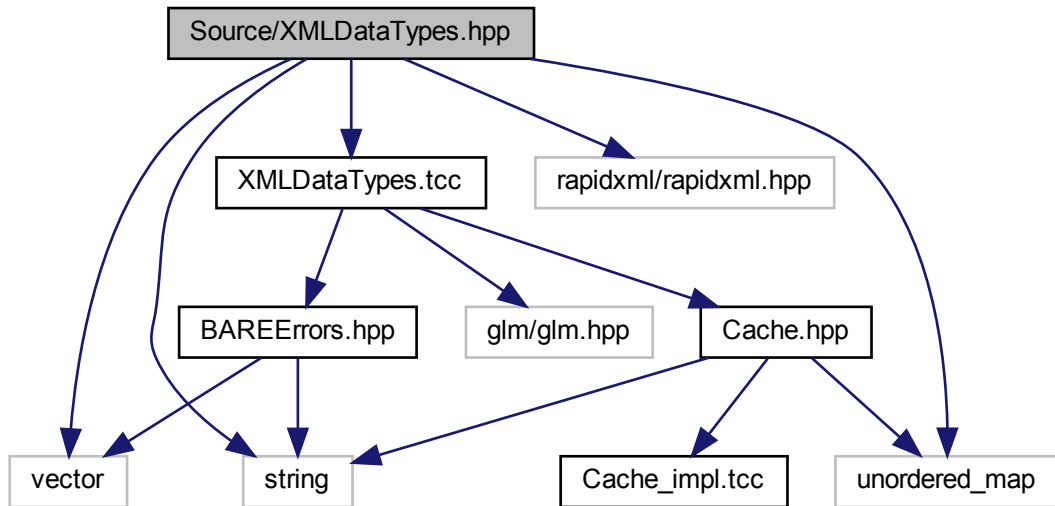 Source/XMLDataTypes.hpp
XMLDataTypes.tcc
rapidxml/rapidxml.hpp
BAREErrors.hpp
glm/glm.hpp
Cache.hpp
vector
string
Cache_impl.tcc
unordered_map